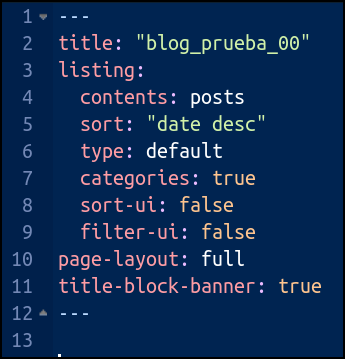 1 ---
2 title: "blog_prueba_00"
3 listing:
4   contents: posts
5   sort: "date desc"
6   type: default
7   categories: true
8   sort-ui: false
9   filter-ui: false
10 page-layout: full
11 title-block-banner: true
12 ---
13